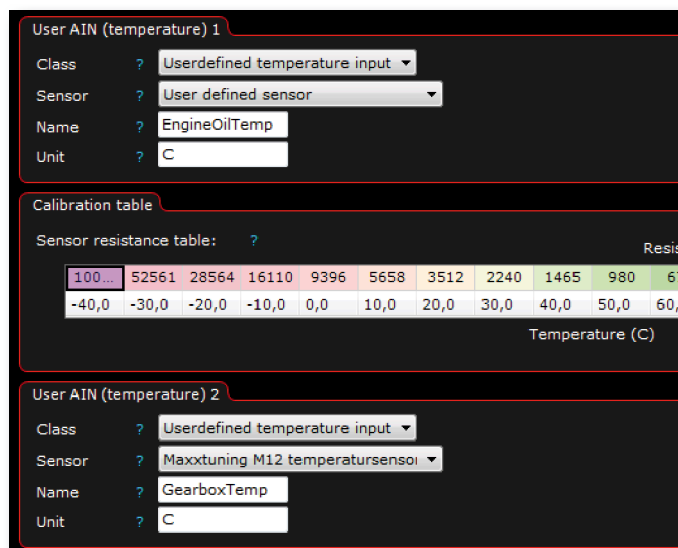 User AIN (temperature) 1
Class ? Userdefined temperature input
Sensor ? User defined sensor
Name ? EngineOilTemp
Unit ? C
Calibration table
Sensor resistance table: ?
Resis
100... 52561 28564 16110 9396 5658 3512 2240 1465 980 67
-40,0 -30,0 -20,0 -10,0 0,0 10,0 20,0 30,0 40,0 50,0 60,
Temperature (C)
User AIN (temperature) 2
Class ? Userdefined temperature input
Sensor ? Maxxtuning M12 temperatursensor
Name ? GearboxTemp
Unit ? C